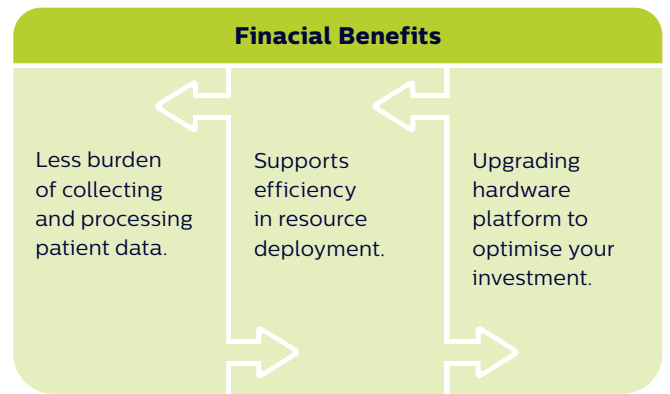 Finacial Benefits
Less burden
of collecting
and processing
patient data.
Supports
efficiency
in resource
deployment.
Upgrading
hardware
platform to
optimise your
investment.